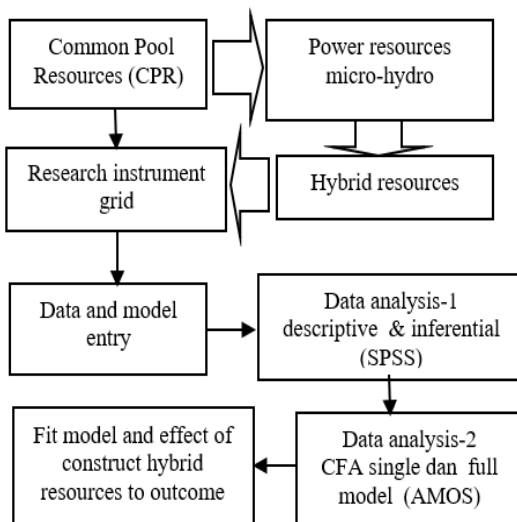 Common Pool
Resources (CPR)
Power resources
micro-hydro
Research instrument
grid
Hybrid resources
Data and model
entry
Data analysis-1
descriptive & inferential
(SPSS)
Fit model and effect of
construct hybrid
resources to outcome
Data analysis-2
CFA single dan full
model (AMOS)